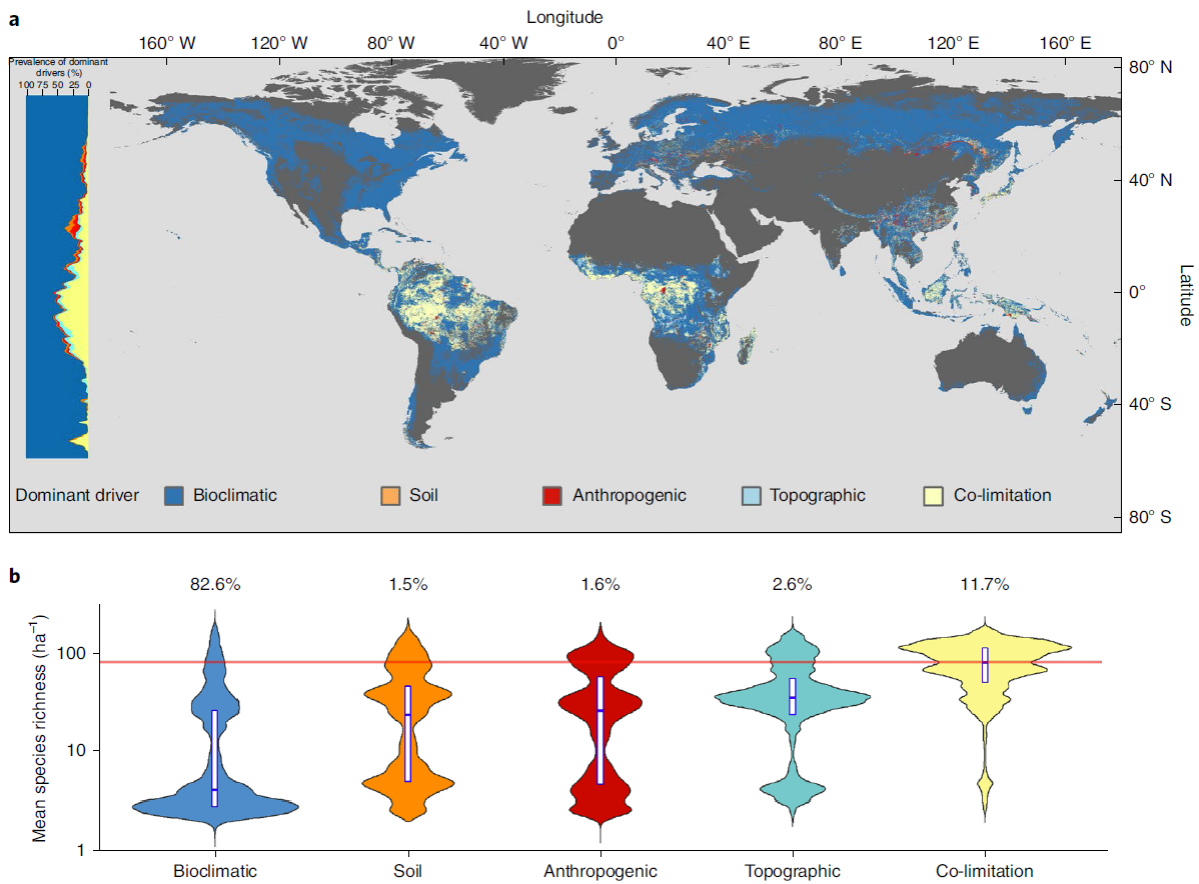 a
Longitude
160° W 120° W 80° W 40° W 0° 40° E 80° E 120° E 160° E
Prevalence of dominant
drivers (%)
100 75 50 25 0
80° N
40° N
0°
Latitude
40° S
80° S
Dominant driver Bioclimatic Soil Anthropogenic Topographic Co-limitation
b
82.6% 1.5% 1.6% 2.6% 11.7%
Mean species richness (ha⁻¹)
100
10
1
Bioclimatic Soil Anthropogenic Topographic Co-limitation